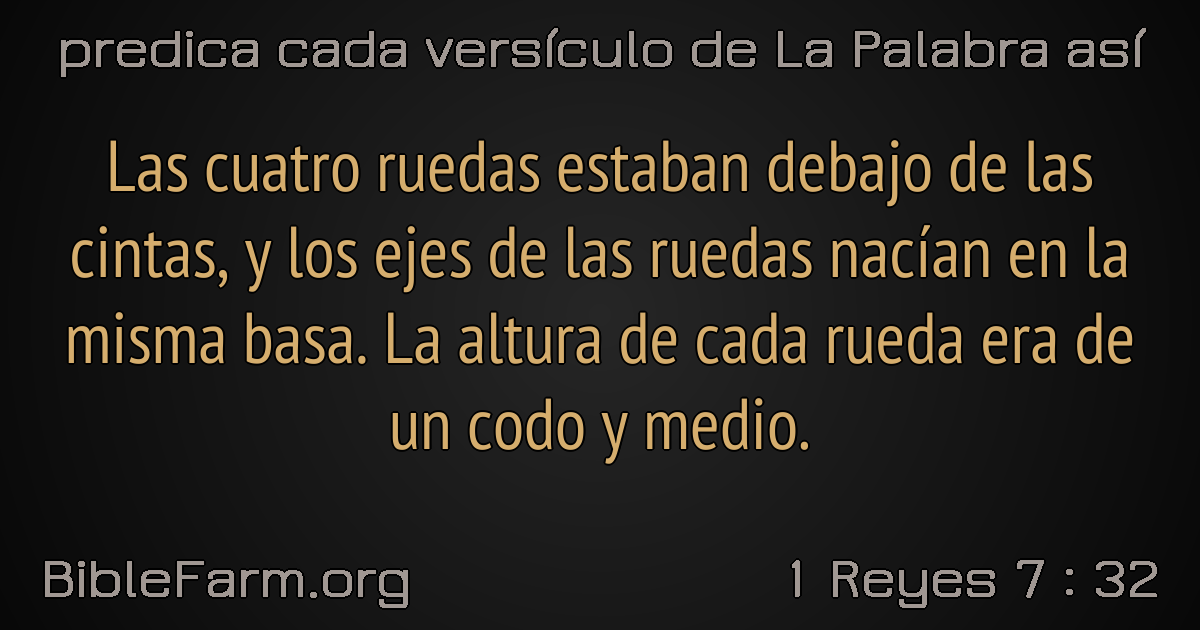 predica cada versículo de La Palabra así
Las cuatro ruedas estaban debajo de las
cintas, y los ejes de las ruedas nacían en la
misma basa. La altura de cada rueda era de
un codo y medio.
BibleFarm.org
1 Reyes 7 : 32